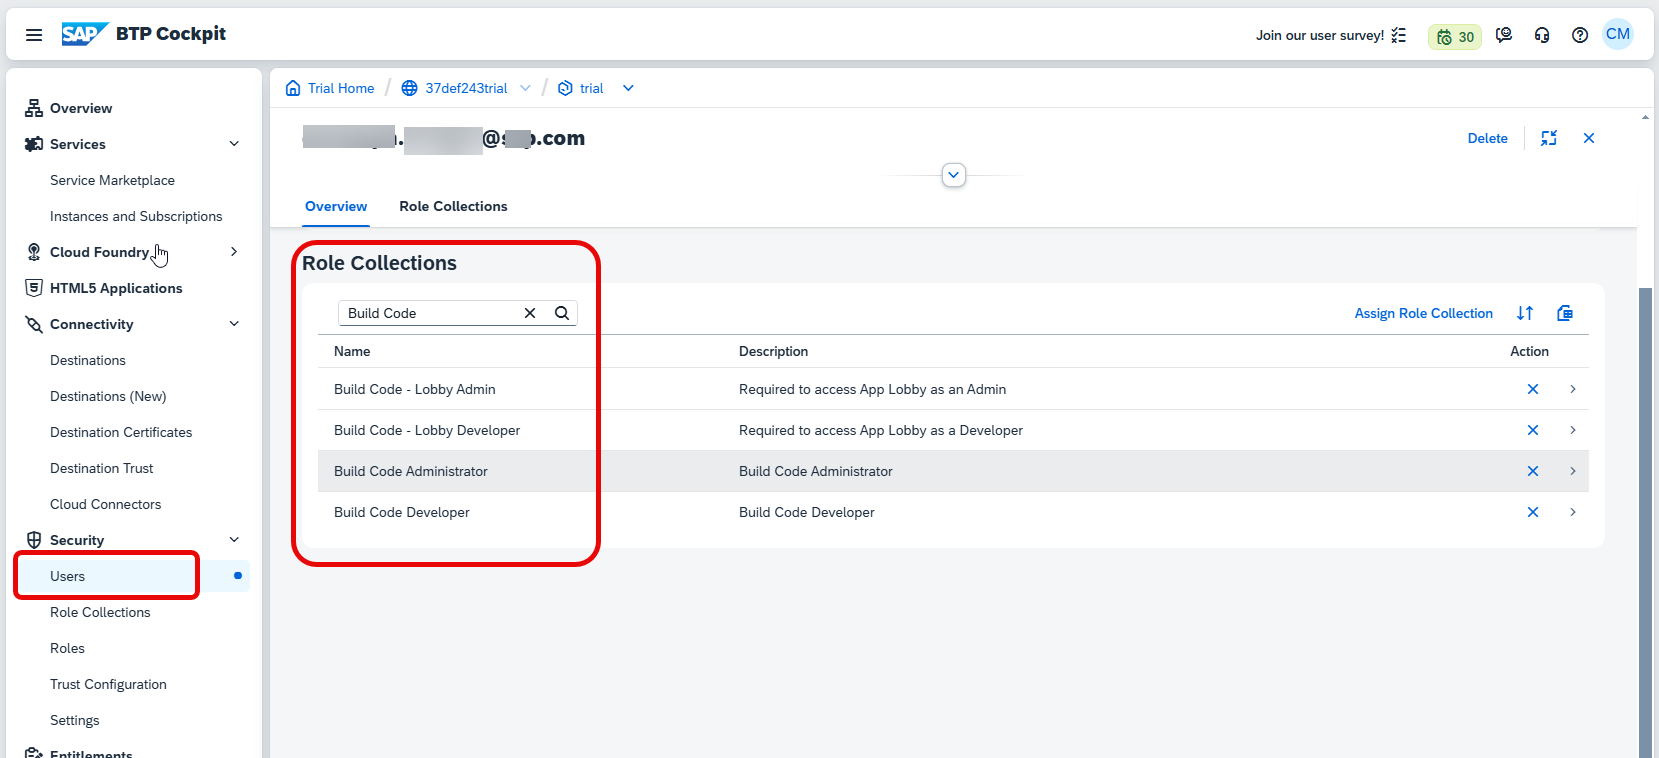 SAP BTP Cockpit
Join our user survey!
30
CM
Overview
Services
Service Marketplace
Instances and Subscriptions
Cloud Foundry
HTML5 Applications
Connectivity
Destinations
Destinations (New)
Destination Certificates
Destination Trust
Cloud Connectors
Security
Users
Role Collections
Roles
Trust Configuration
Settings
Entitlements
Trial Home / 37def243trial / trial
.com
Delete
Overview Role Collections
Role Collections
Build Code
Assign Role Collection
Name Description Action
Build Code - Lobby Admin Required to access App Lobby as an Admin
Build Code - Lobby Developer Required to access App Lobby as a Developer
Build Code Administrator Build Code Administrator
Build Code Developer Build Code Developer